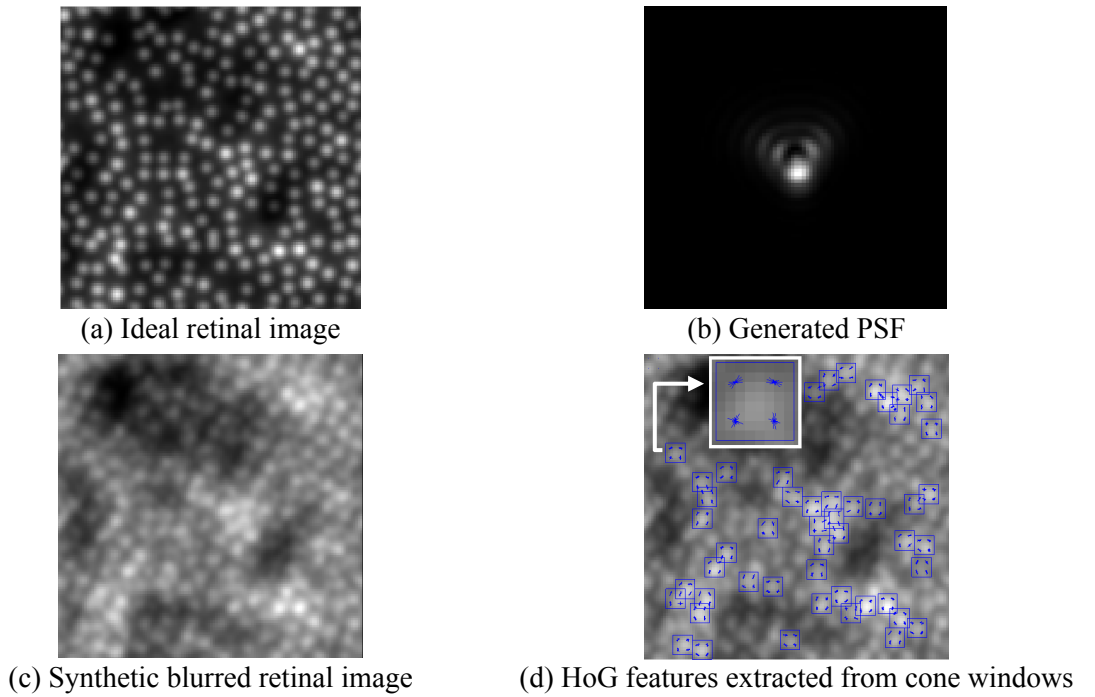 (a) Ideal retinal image
(b) Generated PSF
(c) Synthetic blurred retinal image
(d) HoG features extracted from cone windows